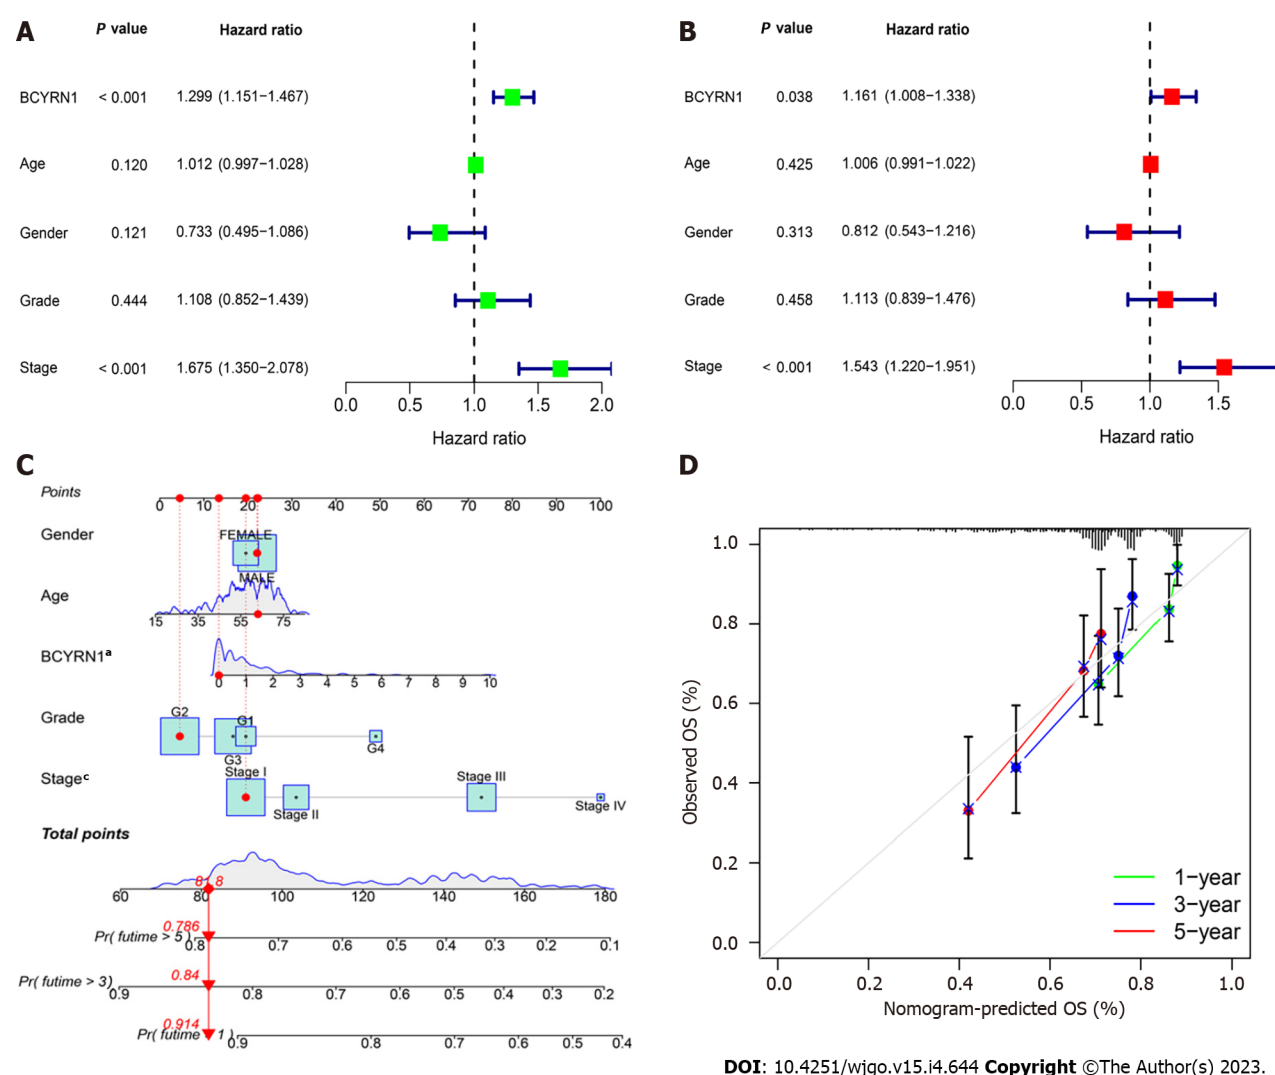 A
P value Hazard ratio
BCYRN1 < 0.001 1.299 (1.151−1.467)
Age 0.120 1.012 (0.997−1.028)
Gender 0.121 0.733 (0.495−1.086)
Grade 0.444 1.108 (0.852−1.439)
Stage < 0.001 1.675 (1.350−2.078)
0.0 0.5 1.0 1.5 2.0
Hazard ratio
B
P value Hazard ratio
BCYRN1 0.038 1.161 (1.008−1.338)
Age 0.425 1.006 (0.991−1.022)
Gender 0.313 0.812 (0.543−1.216)
Grade 0.458 1.113 (0.839−1.476)
Stage < 0.001 1.543 (1.220−1.951)
0.0 0.5 1.0 1.5
Hazard ratio
C
Points
0 10 20 30 40 50 60 70 80 90 100
Gender
FEMALE
MALE
Age
15 35 55 75
BCYRN1a
0 1 2 3 4 5 6 7 8 9 10
Grade
G2 G1
G3 G4
Stagec
Stage I Stage III
Stage II Stage IV
Total points
81.8
60 80 100 120 140 160 180
0.786
Pr( futime > 5 ) 0.8 0.7 0.6 0.5 0.4 0.3 0.2 0.1
0.84
Pr( futime > 3) 0.9 0.8 0.7 0.6 0.5 0.4 0.3 0.2
0.914
Pr( futime 1 ) 0.9 0.8 0.7 0.6 0.5 0.4
D
Observed OS (%)
1.0
0.8
0.6
0.4
0.2
0.0
1−year
3−year
5−year
0.0 0.2 0.4 0.6 0.8 1.0
Nomogram-predicted OS (%)
DOI: 10.4251/wjgo.v15.i4.644 Copyright ©The Author(s) 2023.